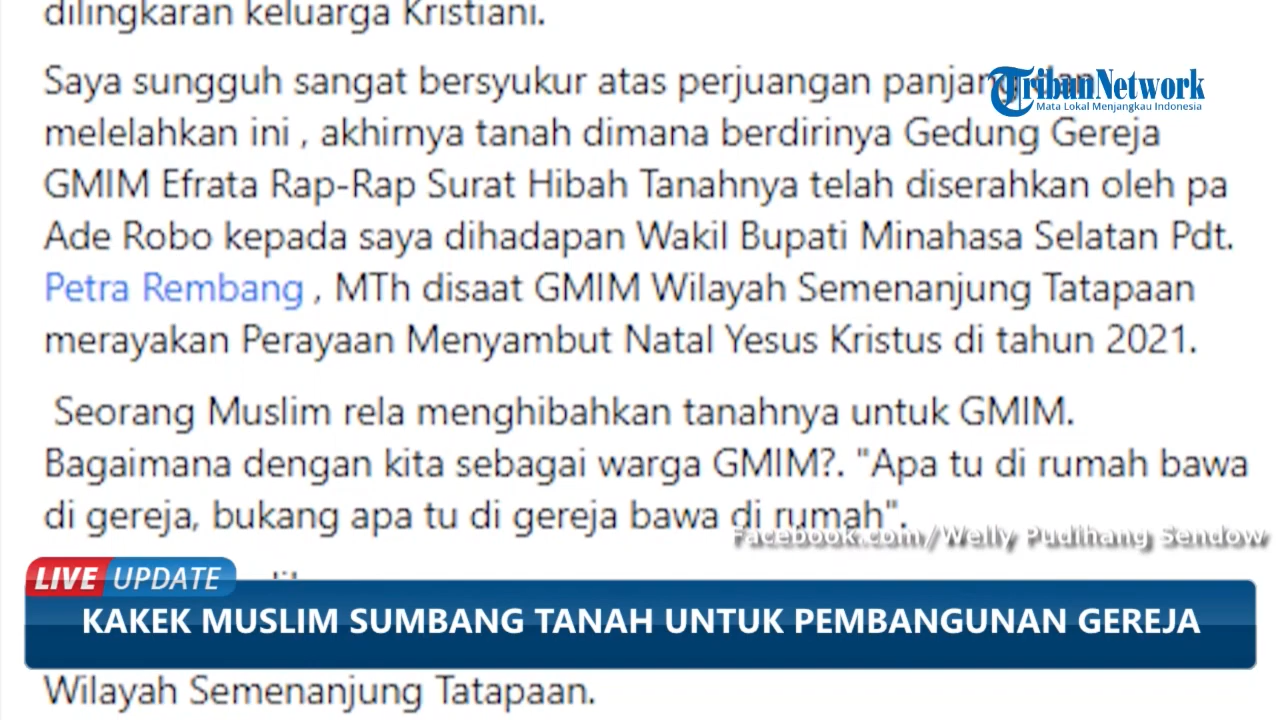 dilingkaran keluarga Kristiani.
Saya sungguh sangat bersyukur atas perjuangan panjang dan
TribunNetwork
Mata Lokal Menjangkau Indonesia
melelahkan ini , akhirnya tanah dimana berdirinya Gedung Gereja
GMIM Efrata Rap-Rap Surat Hibah Tanahnya telah diserahkan oleh pa
Ade Robo kepada saya dihadapan Wakil Bupati Minahasa Selatan Pdt.
Petra Rembang , MTh disaat GMIM Wilayah Semenanjung Tatapaan
merayakan Perayaan Menyambut Natal Yesus Kristus di tahun 2021.
Seorang Muslim rela menghibahkan tanahnya untuk GMIM.
Bagaimana dengan kita sebagai warga GMIM?. "Apa tu di rumah bawa
di gereja, bukang apa tu di gereja bawa di rumah".
Facebook.com/Welly Pudihang Sendow
LIVE UPDATE
KAKEK MUSLIM SUMBANG TANAH UNTUK PEMBANGUNAN GEREJA
Wilayah Semenanjung Tatapaan.